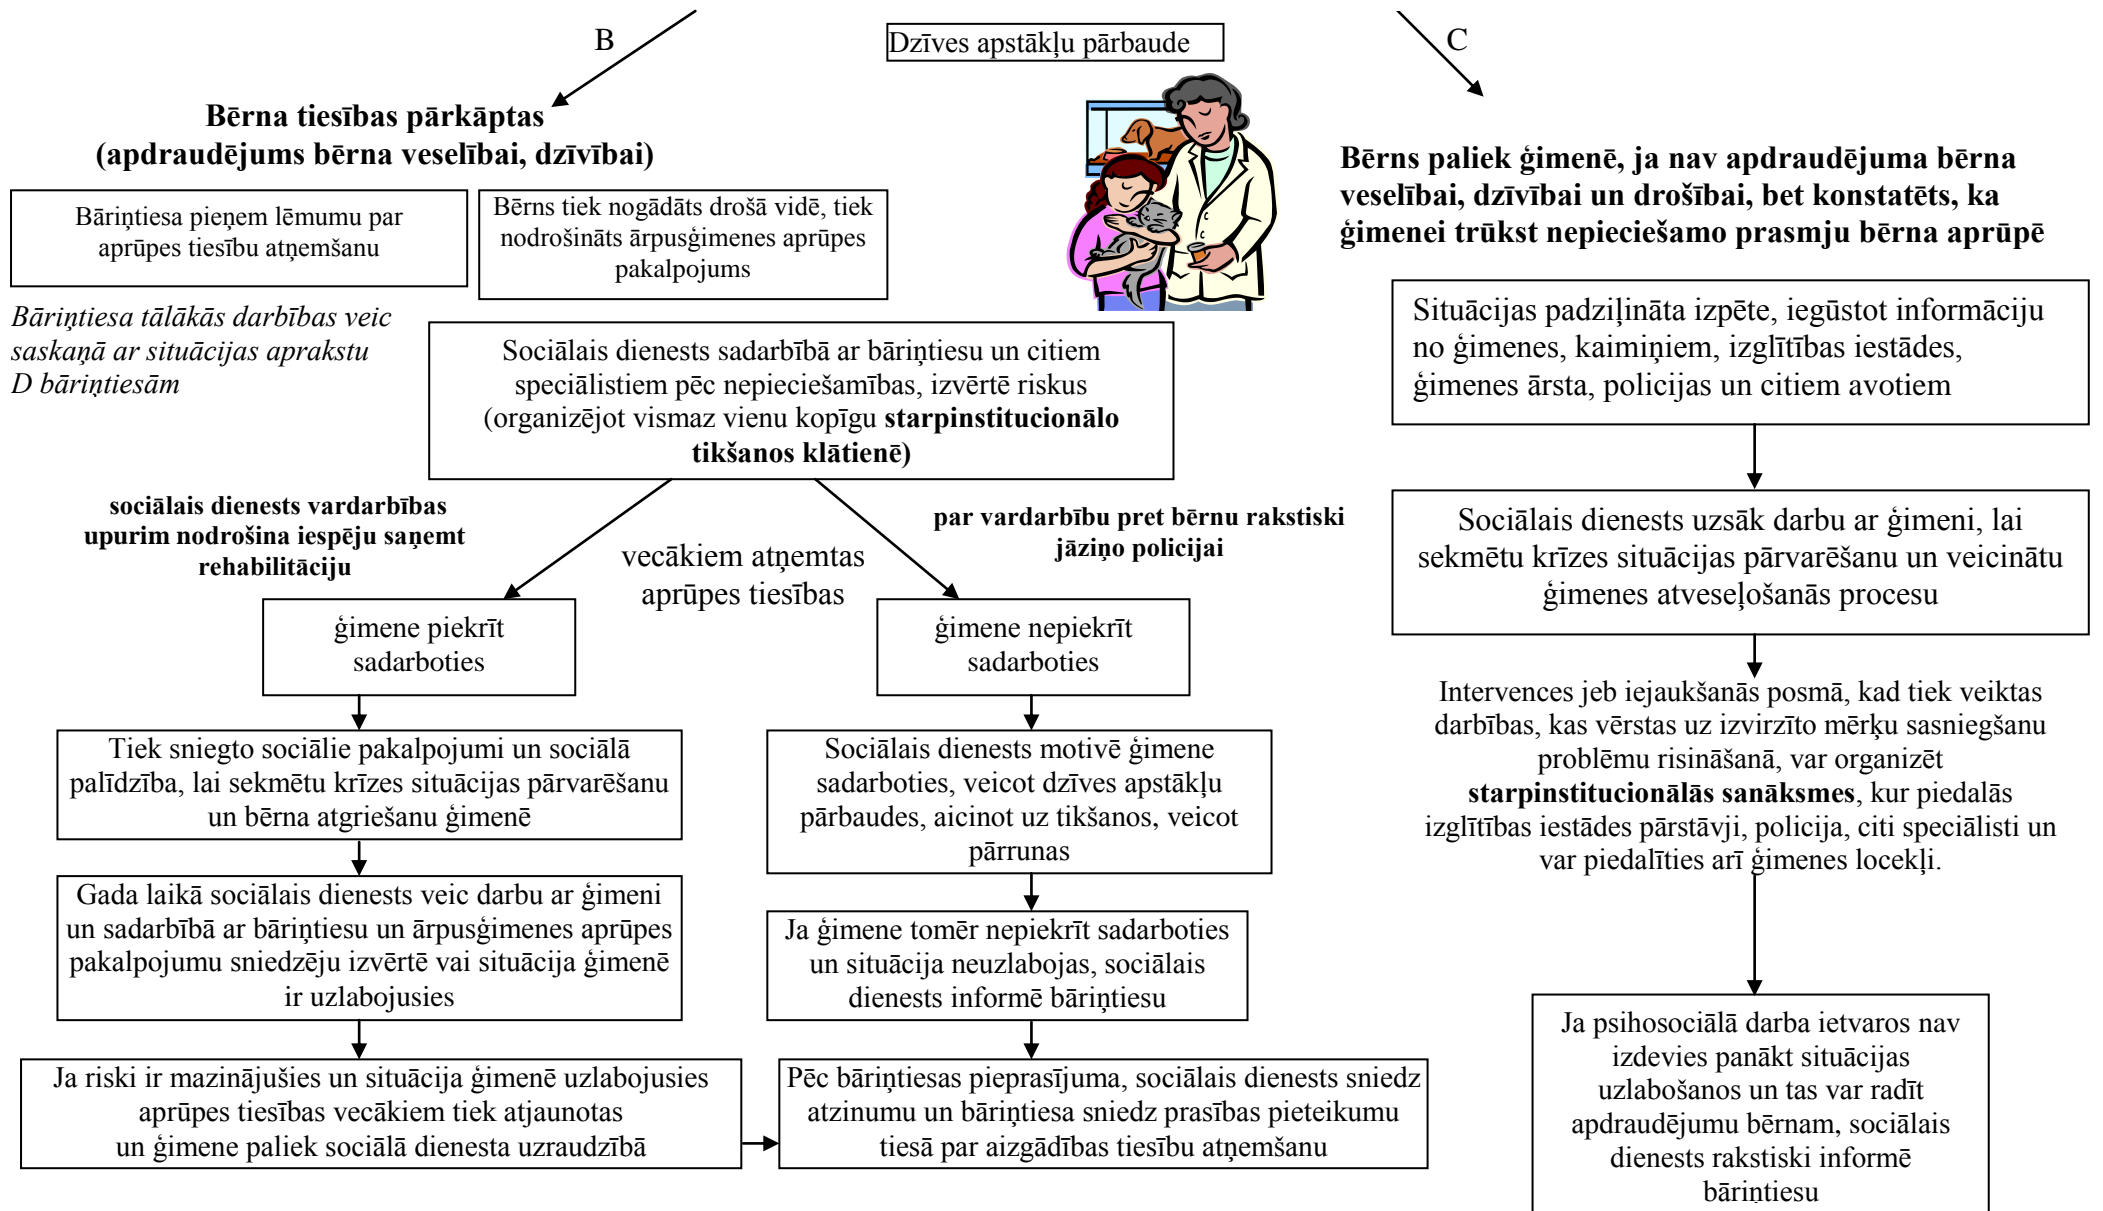 B
Dzīves apstākļu pārbaude
C
Bērna tiesības pārkāptas
(apdraudējums bērna veselībai, dzīvībai)
Bāriņtiesa pieņem lēmumu par
aprūpes tiesību atņemšanu
Bērns tiek nogādāts drošā vidē, tiek
nodrošināts ārpusģimenes aprūpes
pakalpojums
Bāriņtiesa tālākās darbības veic
saskaņā ar situācijas aprakstu
D bāriņtiesām
Sociālais dienests sadarbībā ar bāriņtiesu un citiem
speciālistiem pēc nepieciešamības, izvērtē riskus
(organizējot vismaz vienu kopīgu starpinstitucionālo
tikšanos klātienē)
sociālais dienests vardarbības
upurim nodrošina iespēju saņemt
rehabilitāciju
vecākiem atņemtas
aprūpes tiesības
par vardarbību pret bērnu rakstiski
jāziņo policijai
ģimene piekrīt
sadarboties
ģimene nepiekrīt
sadarboties
Tiek sniegto sociālie pakalpojumi un sociālā
palīdzība, lai sekmētu krīzes situācijas pārvarēšanu
un bērna atgriešanu ģimenē
Sociālais dienests motivē ģimene
sadarboties, veicot dzīves apstākļu
pārbaudes, aicinot uz tikšanos, veicot
pārrunas
Gada laikā sociālais dienests veic darbu ar ģimeni
un sadarbībā ar bāriņtiesu un ārpusģimenes aprūpes
pakalpojumu sniedzēju izvērtē vai situācija ģimenē
ir uzlabojusies
Ja ģimene tomēr nepiekrīt sadarboties
un situācija neuzlabojas, sociālais
dienests informē bāriņtiesu
Ja riski ir mazinājušies un situācija ģimenē uzlabojusies
aprūpes tiesības vecākiem tiek atjaunotas
un ģimene paliek sociālā dienesta uzraudzībā
Pēc bāriņtiesas pieprasījuma, sociālais dienests sniedz
atzinumu un bāriņtiesa sniedz prasības pieteikumu
tiesā par aizgādības tiesību atņemšanu
Bērns paliek ģimenē, ja nav apdraudējuma bērna
veselībai, dzīvībai un drošībai, bet konstatēts, ka
ģimenei trūkst nepieciešamo prasmju bērna aprūpē
Situācijas padziļināta izpēte, iegūstot informāciju
no ģimenes, kaimiņiem, izglītības iestādes,
ģimenes ārsta, policijas un citiem avotiem
Sociālais dienests uzsāk darbu ar ģimeni, lai
sekmētu krīzes situācijas pārvarēšanu un veicinātu
ģimenes atveseļošanās procesu
Intervences jeb iejaukšanās posmā, kad tiek veiktas
darbības, kas vērstas uz izvirzīto mērķu sasniegšanu
problēmu risināšanā, var organizēt
starpinstitucionālās sanāksmes, kur piedalās
izglītības iestādes pārstāvji, policija, citi speciālisti un
var piedalīties arī ģimenes locekļi.
Ja psihosociālā darba ietvaros nav
izdevies panākt situācijas
uzlabošanos un tas var radīt
apdraudējumu bērnam, sociālais
dienests rakstiski informē
bāriņtiesu